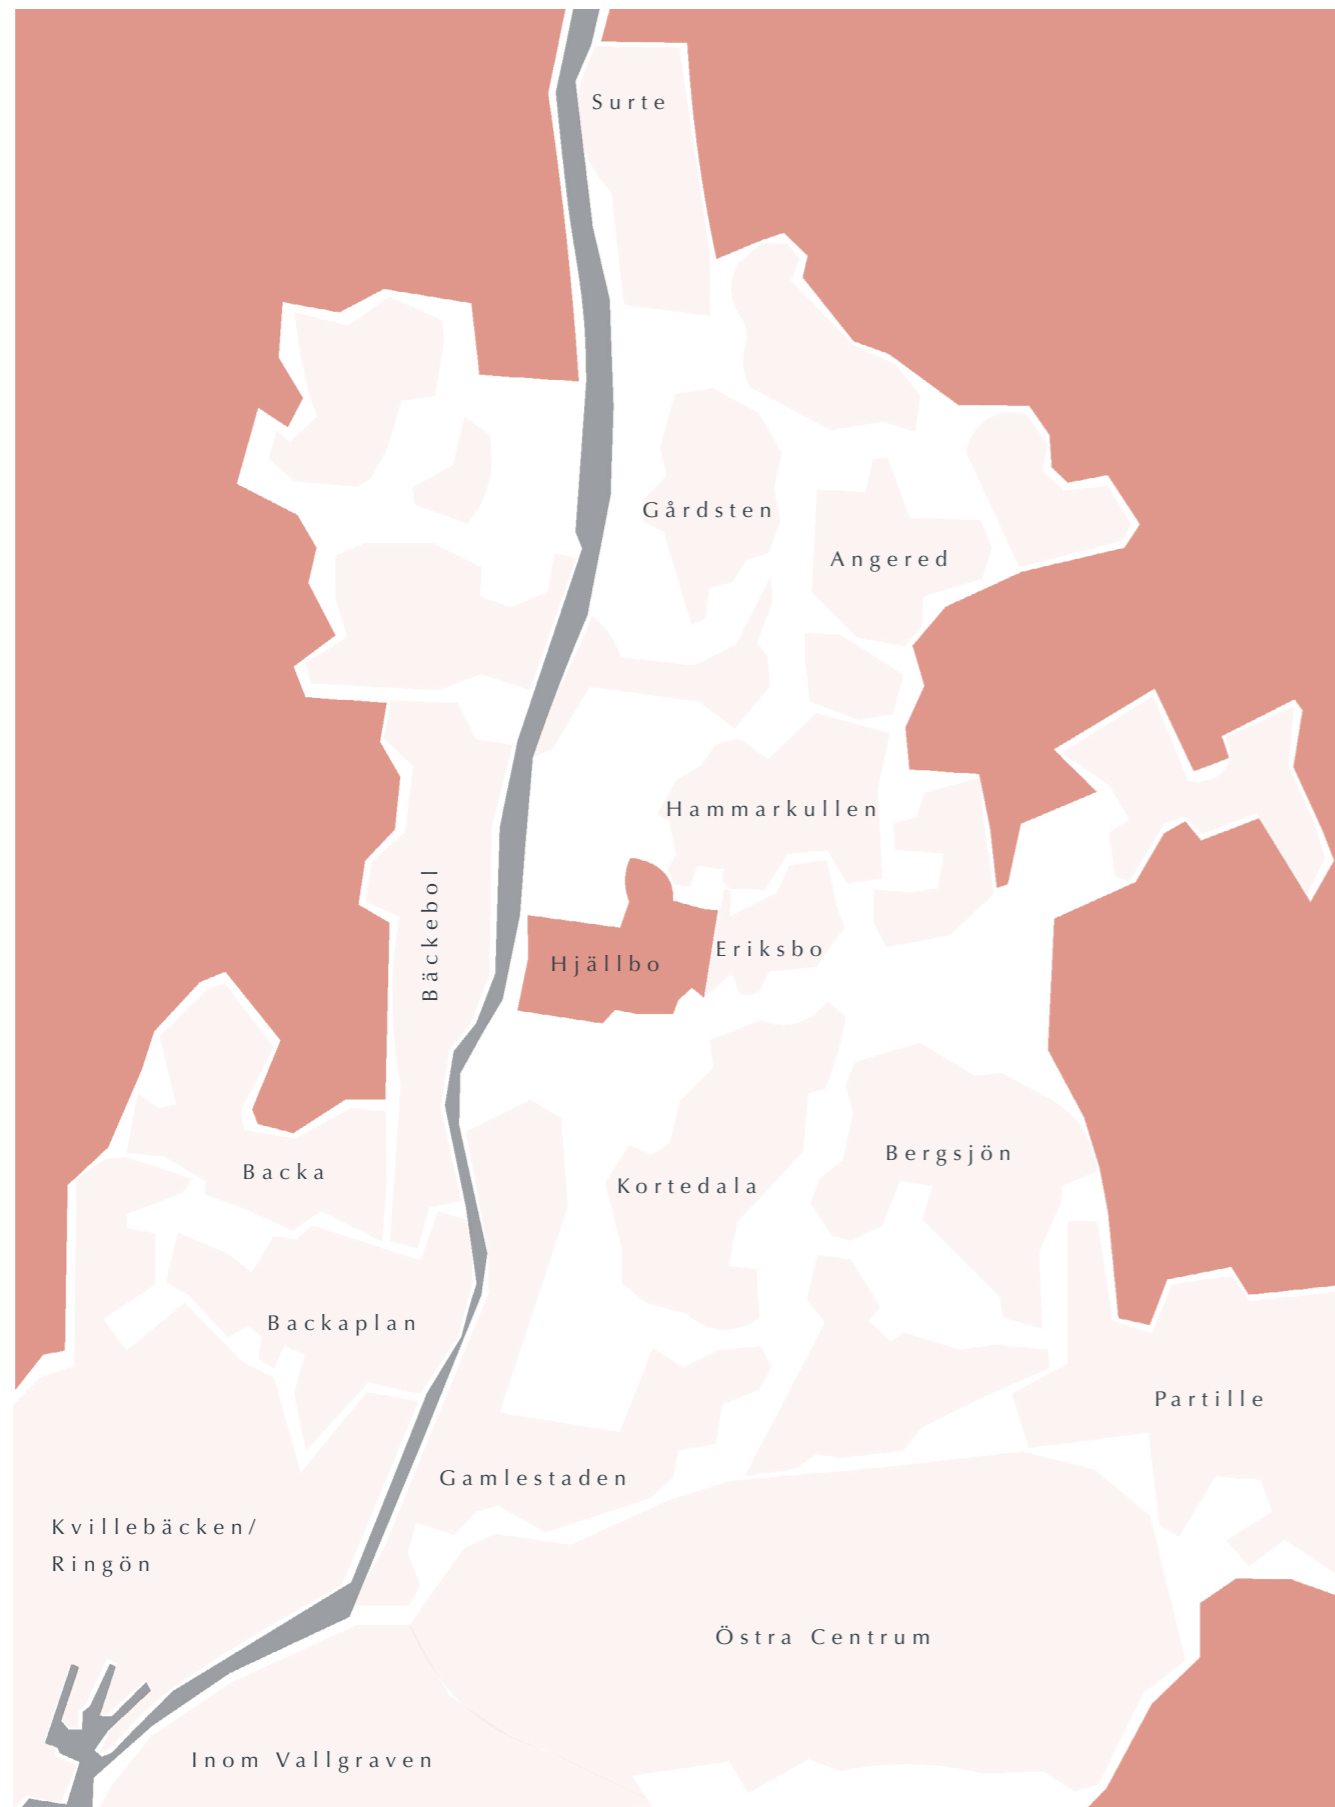 Surte
Gårdsten
Angered
Hammarkullen
Bäckebol
Hjällbo
Eriksbo
Bergsjön
Backa
Kortedala
Backaplan
Partille
Gamlestaden
Kvillebäcken/
Ringön
Östra Centrum
Inom Vallgraven